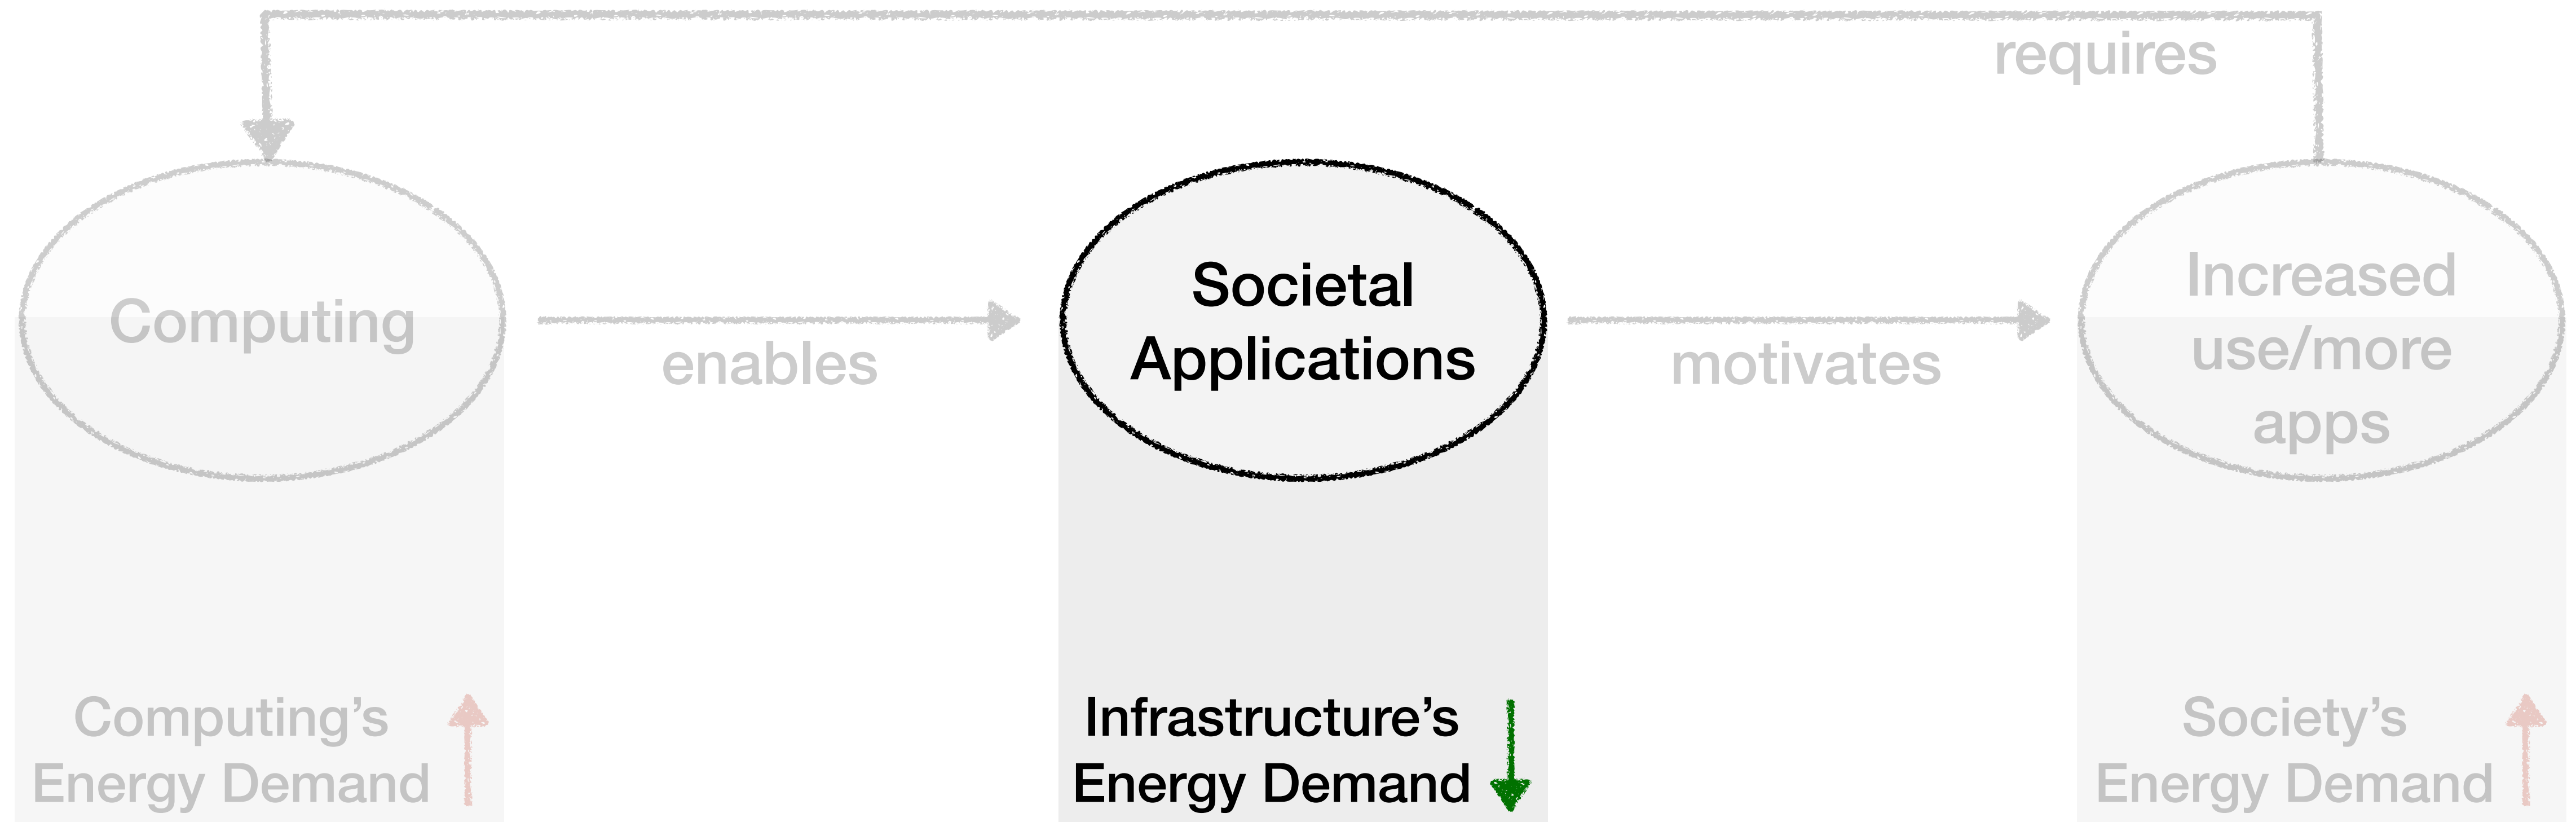 requires
Computing
enables
Societal
Applications
motivates
Increased
use/more
apps
Computing’s
Energy Demand
Infrastructure’s
Energy Demand
Society’s
Energy Demand